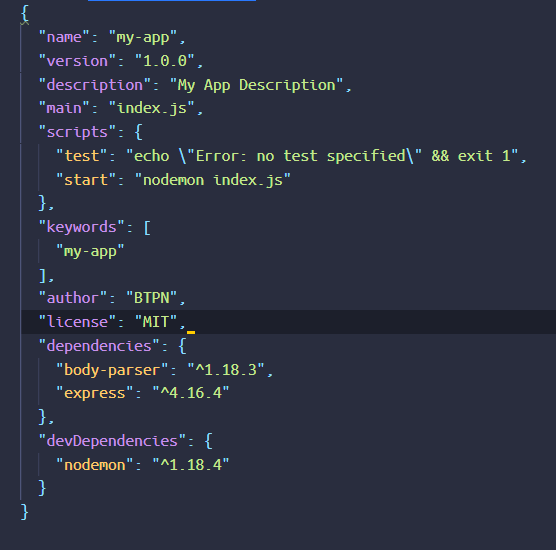 {
  "name": "my-app",
  "version": "1.0.0",
  "description": "My App Description",
  "main": "index.js",
  "scripts": {
    "test": "echo \"Error: no test specified\" && exit 1",
    "start": "nodemon index.js"
  },
  "keywords": [
    "my-app"
  ],
  "author": "BTPN",
  "license": "MIT",
  "dependencies": {
    "body-parser": "^1.18.3",
    "express": "^4.16.4"
  },
  "devDependencies": {
    "nodemon": "^1.18.4"
  }
}